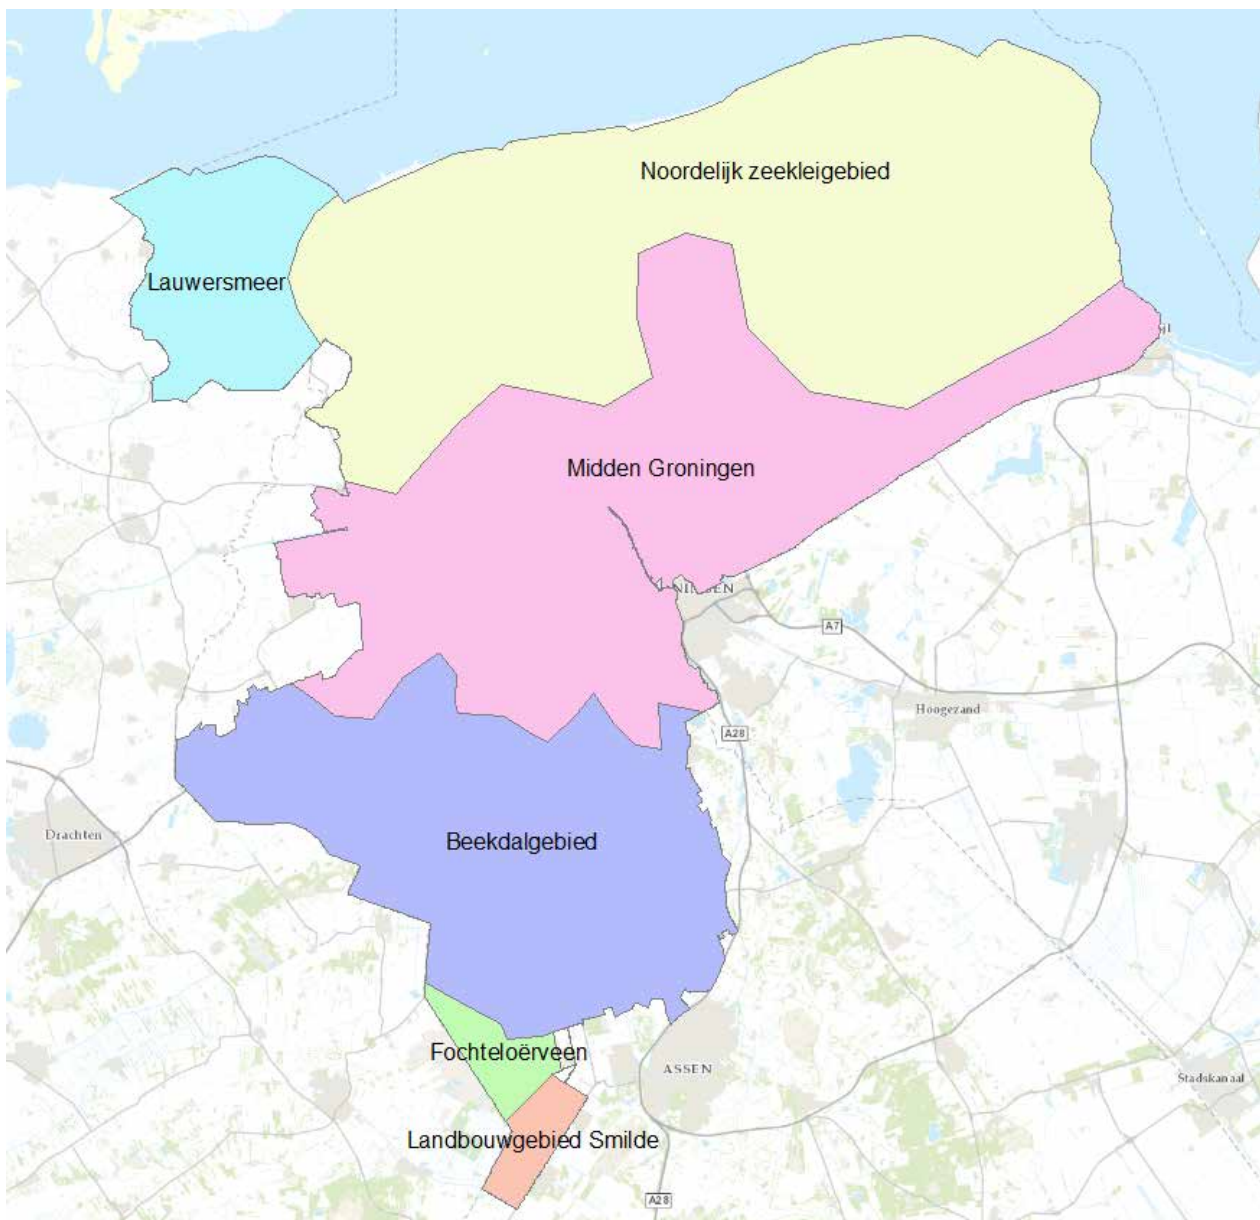 Noordelijk zeekleigebied
Lauwersmeer
Midden Groningen
A7
Hoogezand
A28
Drachten
Beekdalgebied
Fochteloërveen
ASSEN
Stadskanaal
Landbouwgebied Smilde
A28